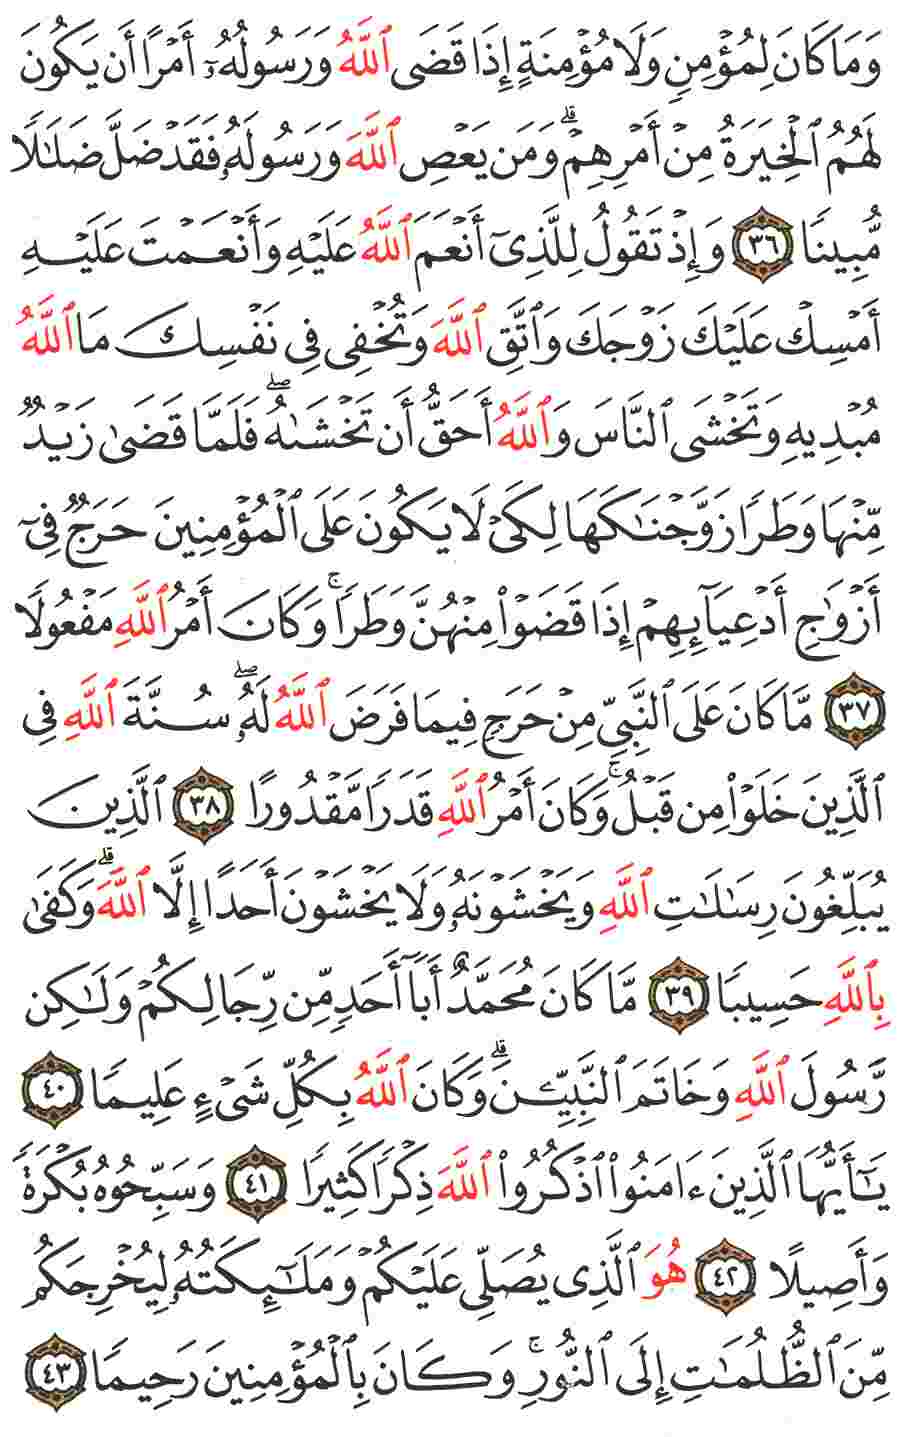 وَمَا كَانَ لِمُؤْمِنٍ وَلَا مُؤْمِنَةٍ إِذَا قَضَى ٱللَّهُ وَرَسُولُهُۥٓ أَمْرًا أَن يَكُونَ
لَهُمُ ٱلْخِيَرَةُ مِنْ أَمْرِهِمْ ۗ وَمَن يَعْصِ ٱللَّهَ وَرَسُولَهُۥ فَقَدْ ضَلَّ ضَلَـٰلًا
مُّبِينًا ٣٦ وَإِذْ تَقُولُ لِلَّذِىٓ أَنْعَمَ ٱللَّهُ عَلَيْهِ وَأَنْعَمْتَ عَلَيْهِ
أَمْسِكْ عَلَيْكَ زَوْجَكَ وَٱتَّقِ ٱللَّهَ وَتُخْفِى فِى نَفْسِكَ مَا ٱللَّهُ
مُبْدِيهِ وَتَخْشَى ٱلنَّاسَ وَٱللَّهُ أَحَقُّ أَن تَخْشَىٰهُ ۖ فَلَمَّا قَضَىٰ زَيْدٌ
مِّنْهَا وَطَرًا زَوَّجْنَـٰكَهَا لِكَىْ لَا يَكُونَ عَلَى ٱلْمُؤْمِنِينَ حَرَجٌ فِىٓ
أَزْوَٰجِ أَدْعِيَآئِهِمْ إِذَا قَضَوْا۟ مِنْهُنَّ وَطَرًا ۚ وَكَانَ أَمْرُ ٱللَّهِ مَفْعُولًا
٣٧ مَّا كَانَ عَلَى ٱلنَّبِىِّ مِنْ حَرَجٍ فِيمَا فَرَضَ ٱللَّهُ لَهُۥ ۖ سُنَّةَ ٱللَّهِ فِى
ٱلَّذِينَ خَلَوْا۟ مِن قَبْلُ ۚ وَكَانَ أَمْرُ ٱللَّهِ قَدَرًا مَّقْدُورًا ٣٨ ٱلَّذِينَ
يُبَلِّغُونَ رِسَـٰلَـٰتِ ٱللَّهِ وَيَخْشَوْنَهُۥ وَلَا يَخْشَوْنَ أَحَدًا إِلَّا ٱللَّهَ ۗ وَكَفَىٰ
بِٱللَّهِ حَسِيبًا ٣٩ مَّا كَانَ مُحَمَّدٌ أَبَآ أَحَدٍ مِّن رِّجَالِكُمْ وَلَـٰكِن
رَّسُولَ ٱللَّهِ وَخَاتَمَ ٱلنَّبِيِّـۧنَ ۗ وَكَانَ ٱللَّهُ بِكُلِّ شَىْءٍ عَلِيمًا ٤٠
يَـٰٓأَيُّهَا ٱلَّذِينَ ءَامَنُوا۟ ٱذْكُرُوا۟ ٱللَّهَ ذِكْرًا كَثِيرًا ٤١ وَسَبِّحُوهُ بُكْرَةً
وَأَصِيلًا ٤٢ هُوَ ٱلَّذِى يُصَلِّى عَلَيْكُمْ وَمَلَـٰٓئِكَتُهُۥ لِيُخْرِجَكُم
مِّنَ ٱلظُّلُمَـٰتِ إِلَى ٱلنُّورِ ۚ وَكَانَ بِٱلْمُؤْمِنِينَ رَحِيمًا ٤٣